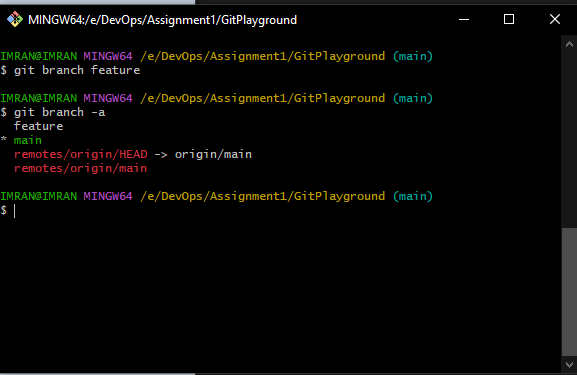 MINGW64:/e/DevOps/Assignment1/GitPlayground
IMRAN@IMRAN MINGW64 /e/DevOps/Assignment1/GitPlayground (main)
$ git branch feature
IMRAN@IMRAN MINGW64 /e/DevOps/Assignment1/GitPlayground (main)
$ git branch -a
  feature
* main
  remotes/origin/HEAD -> origin/main
  remotes/origin/main
IMRAN@IMRAN MINGW64 /e/DevOps/Assignment1/GitPlayground (main)
$